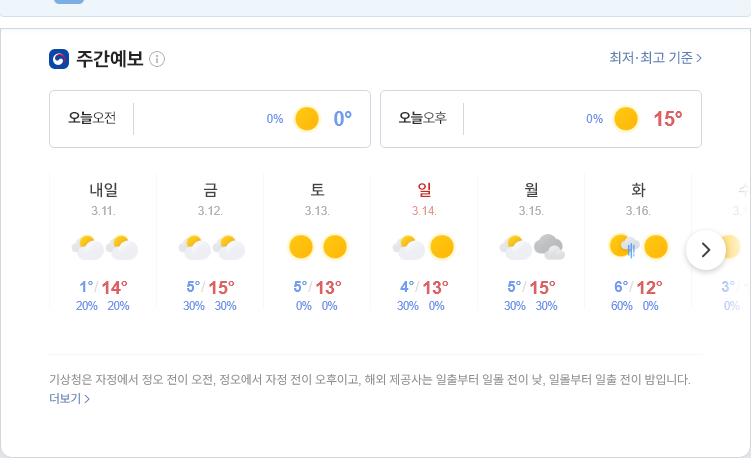 주간예보
최저·최고 기준 >
오늘오전 0% 0°
오늘오후 0% 15°
내일 금 토 일 월 화 수
3.11. 3.12. 3.13. 3.14. 3.15. 3.16. 3.
1°/14° 5°/15° 5°/13° 4°/13° 5°/15° 6°/12° 3°
20% 20% 30% 30% 0% 0% 30% 0% 30% 30% 60% 0% 0%
기상청은 자정에서 정오 전이 오전, 정오에서 자정 전이 오후이고, 해외 제공사는 일출부터 일몰 전이 낮, 일몰부터 일출 전이 밤입니다.
더보기 >